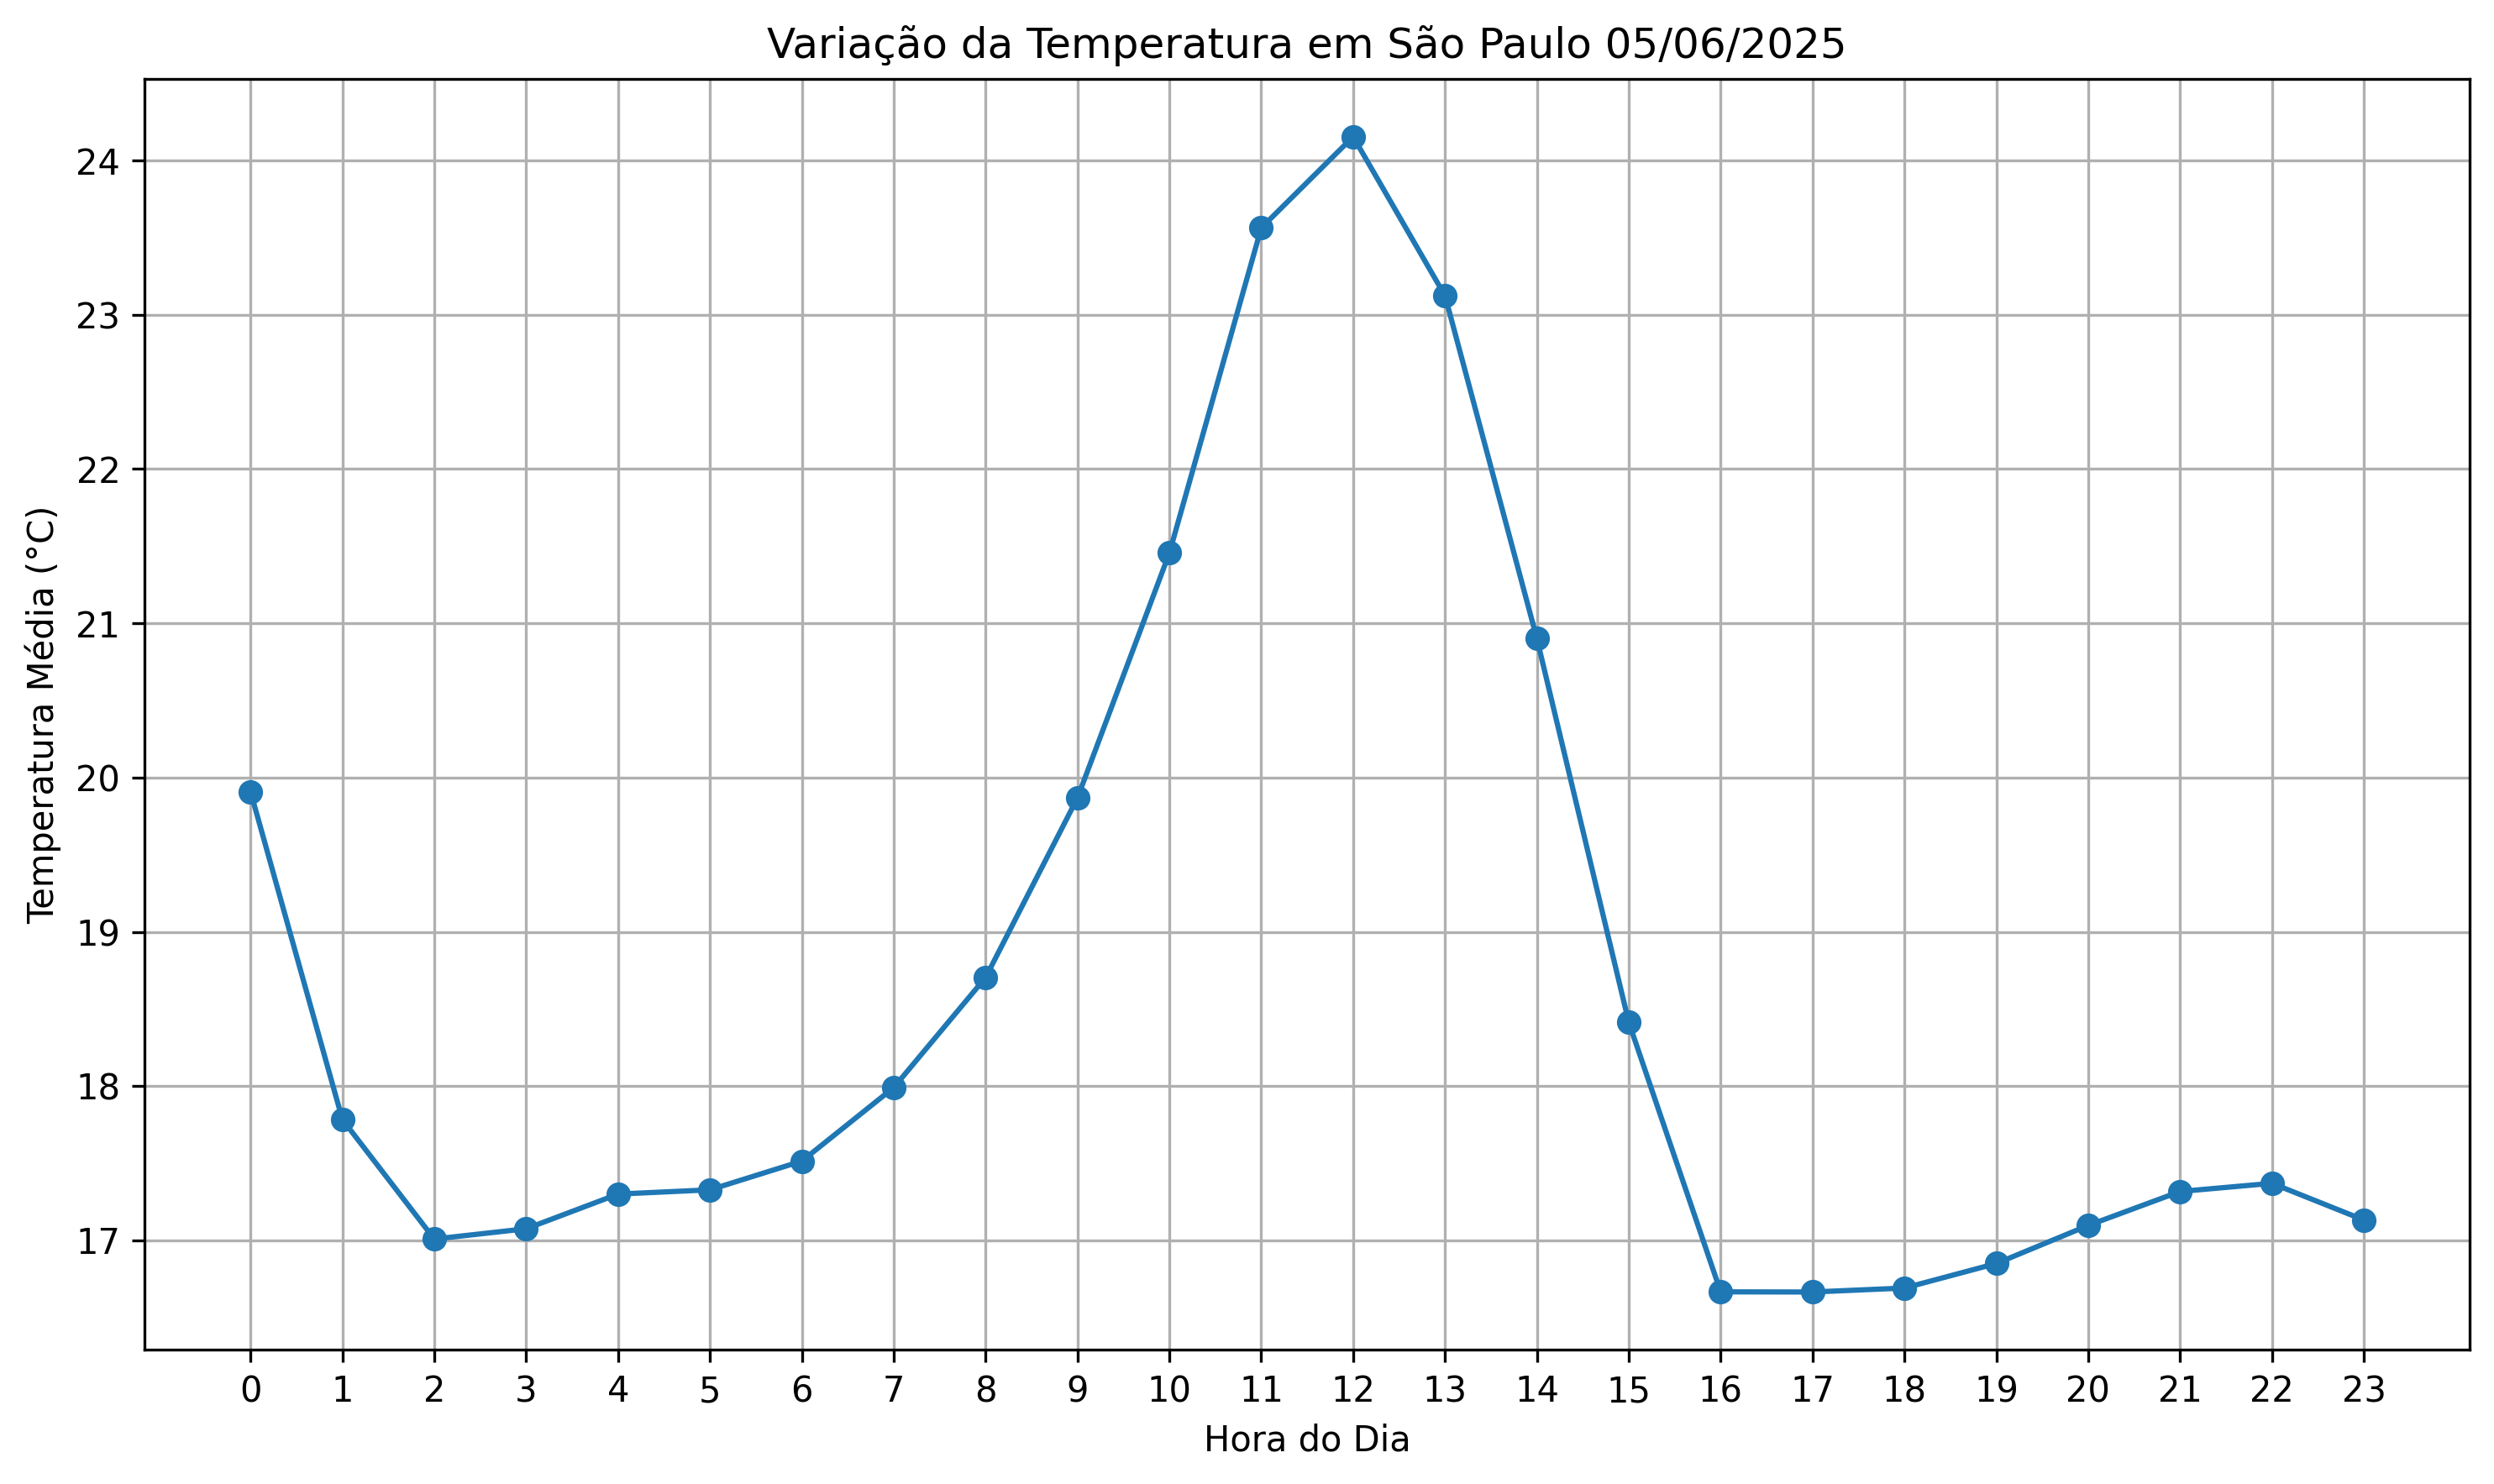 Variação da Temperatura em São Paulo 05/06/2025
Temperatura Média (°C)
24
23
22
21
20
19
18
17
0 1 2 3 4 5 6 7 8 9 10 11 12 13 14 15 16 17 18 19 20 21 22 23
Hora do Dia